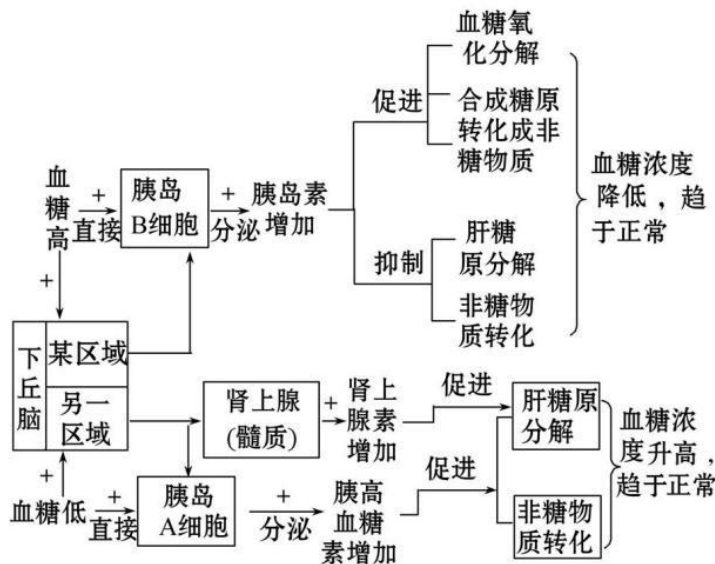 血糖氧
化分解
促进
合成糖原
转化成非
糖物质
血糖浓度
降低，趋
于正常
血糖高
+
直接
胰岛
B细胞
+
分泌
胰岛素
增加
抑制
肝糖
原分解
非糖物
质转化
+
下丘脑
某区域
另一
区域
肾上腺
(髓质)
+
肾上
腺素
增加
促进
肝糖原
分解
血糖浓
度升高，
趋于正常
+
血糖低
+
直接
胰岛
A细胞
+
分泌
胰高
血糖
素增加
促进
非糖物
质转化